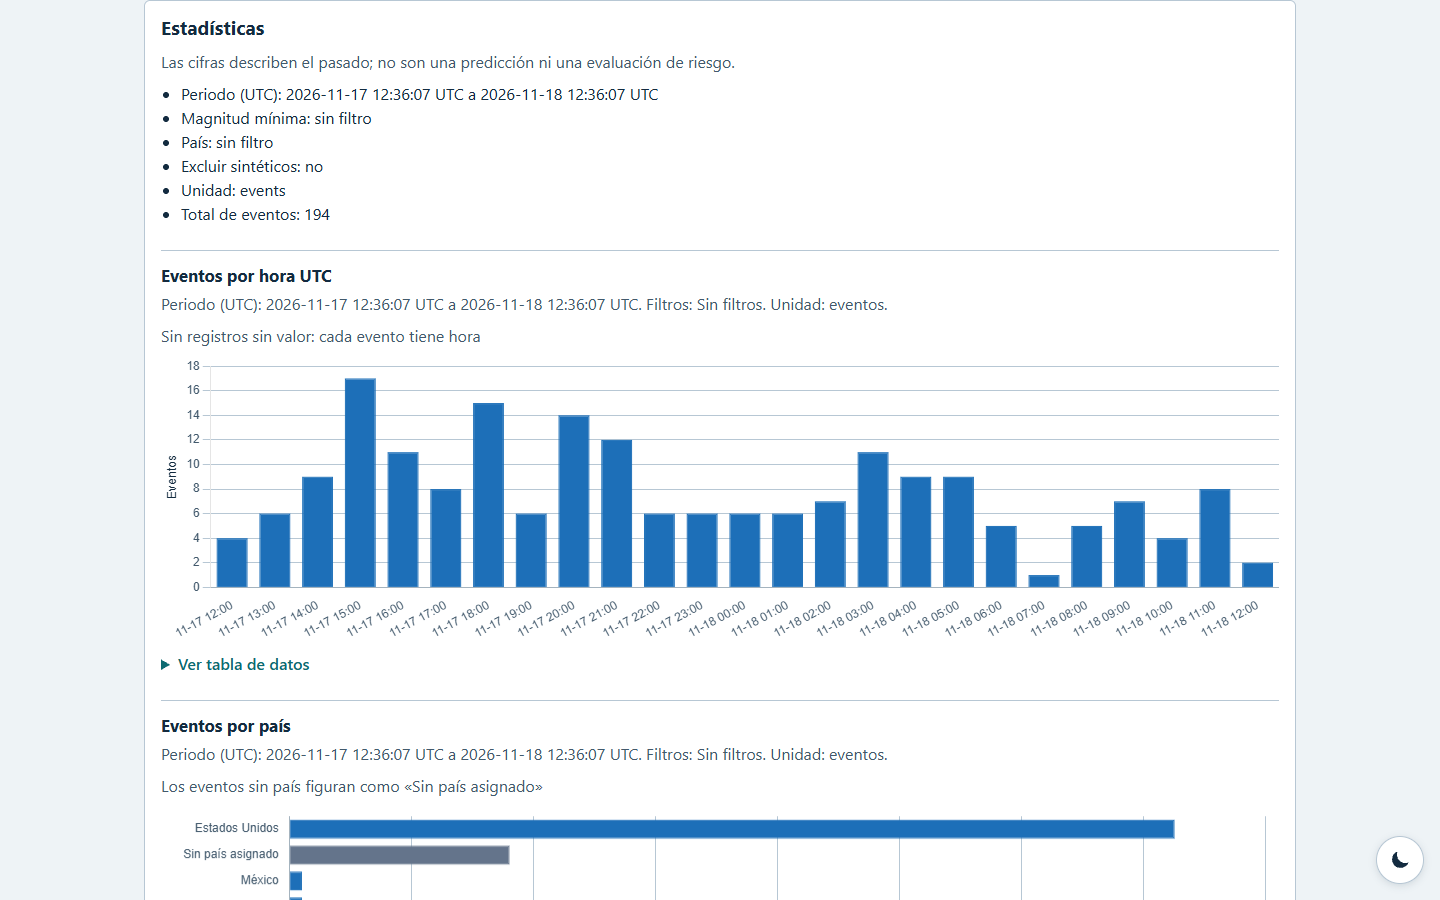 Estadísticas
Las cifras describen el pasado; no son una predicción ni una evaluación de riesgo.
Periodo (UTC): 2026-11-17 12:36:07 UTC a 2026-11-18 12:36:07 UTC
Magnitud mínima: sin filtro
País: sin filtro
Excluir sintéticos: no
Unidad: events
Total de eventos: 194
Eventos por hora UTC
Periodo (UTC): 2026-11-17 12:36:07 UTC a 2026-11-18 12:36:07 UTC. Filtros: Sin filtros. Unidad: eventos.
Sin registros sin valor: cada evento tiene hora
18
16
14
12
10
8
6
4
2
0
Eventos
11-17 12:00
11-17 13:00
11-17 14:00
11-17 15:00
11-17 16:00
11-17 17:00
11-17 18:00
11-17 19:00
11-17 20:00
11-17 21:00
11-17 22:00
11-17 23:00
11-18 00:00
11-18 01:00
11-18 02:00
11-18 03:00
11-18 04:00
11-18 05:00
11-18 06:00
11-18 07:00
11-18 08:00
11-18 09:00
11-18 10:00
11-18 11:00
11-18 12:00
Ver tabla de datos
Eventos por país
Periodo (UTC): 2026-11-17 12:36:07 UTC a 2026-11-18 12:36:07 UTC. Filtros: Sin filtros. Unidad: eventos.
Los eventos sin país figuran como «Sin país asignado»
Estados Unidos
Sin país asignado
México